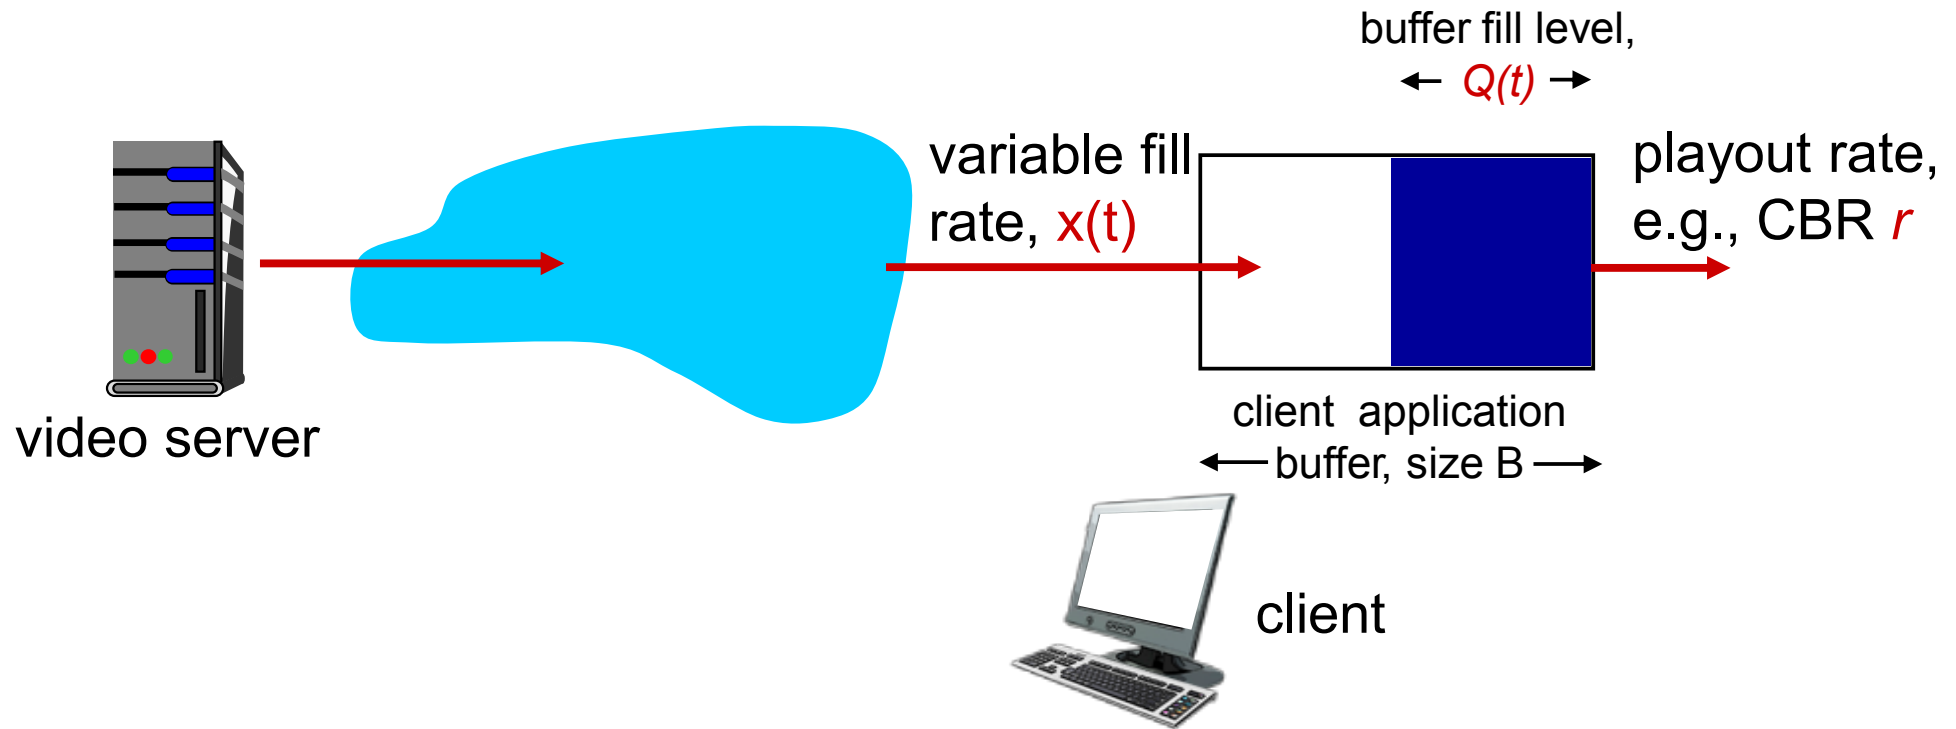 buffer fill level,
Q(t)
variable fill
rate, x(t)
playout rate,
e.g., CBR r
client application
buffer, size B
video server
client